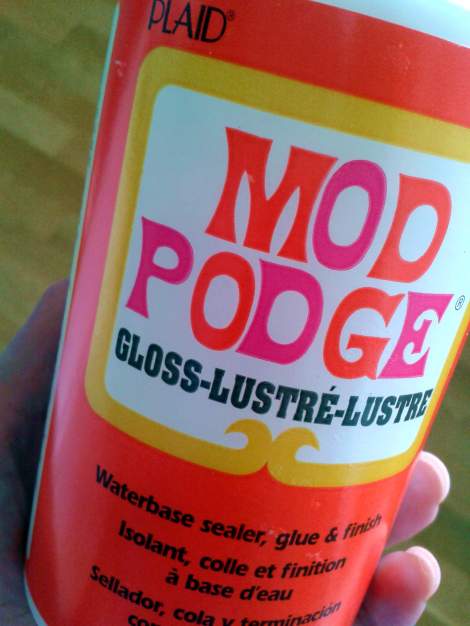 PLAID®
MOD
PODGE®
GLOSS-LUSTRÉ-LUSTRE
Waterbase sealer, glue & finish
Isolant, colle et finition
à base d'eau
Sellador, cola y terminación